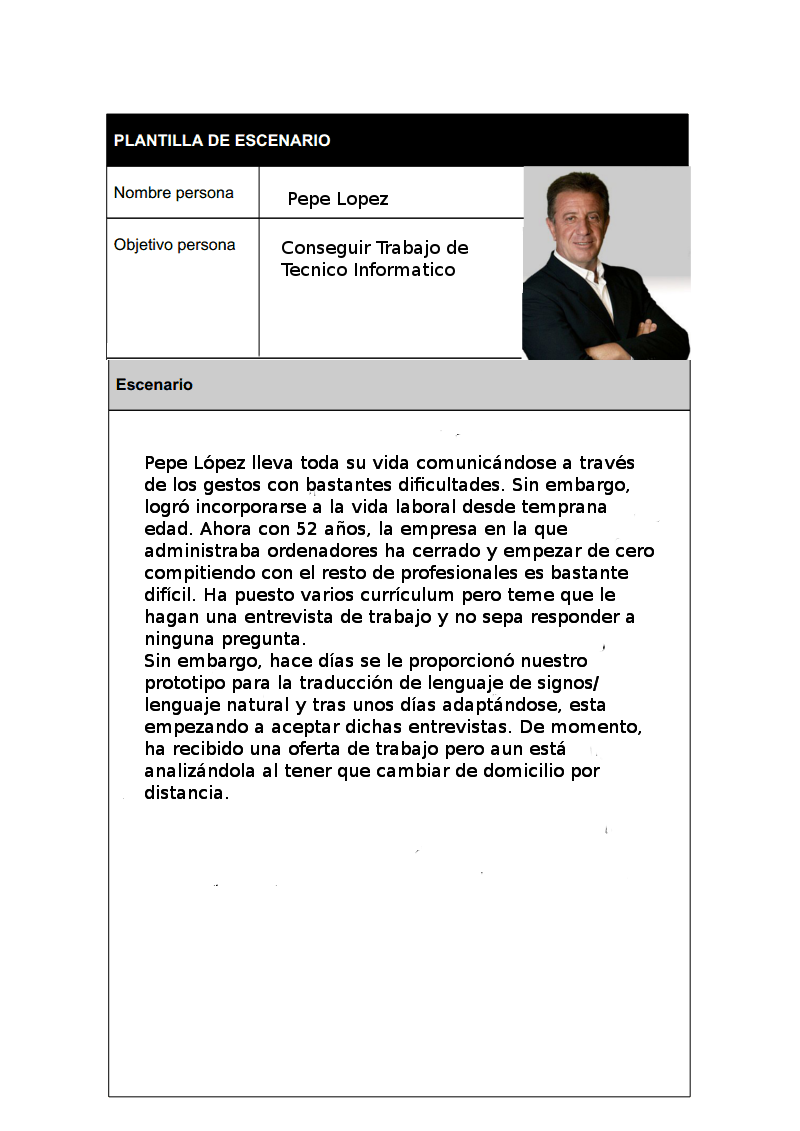 PLANTILLA DE ESCENARIO
Nombre persona
Pepe Lopez
Objetivo persona
Conseguir Trabajo de
Tecnico Informatico
Escenario
Pepe López lleva toda su vida comunicándose a través
de los gestos con bastantes dificultades. Sin embargo,
logró incorporarse a la vida laboral desde temprana
edad. Ahora con 52 años, la empresa en la que
administraba ordenadores ha cerrado y empezar de cero
compitiendo con el resto de profesionales es bastante
difícil. Ha puesto varios currículum pero teme que le
hagan una entrevista de trabajo y no sepa responder a
ninguna pregunta.
Sin embargo, hace días se le proporcionó nuestro
prototipo para la traducción de lenguaje de signos/
lenguaje natural y tras unos días adaptándose, esta
empezando a aceptar dichas entrevistas. De momento,
ha recibido una oferta de trabajo pero aun está
analizándola al tener que cambiar de domicilio por
distancia.